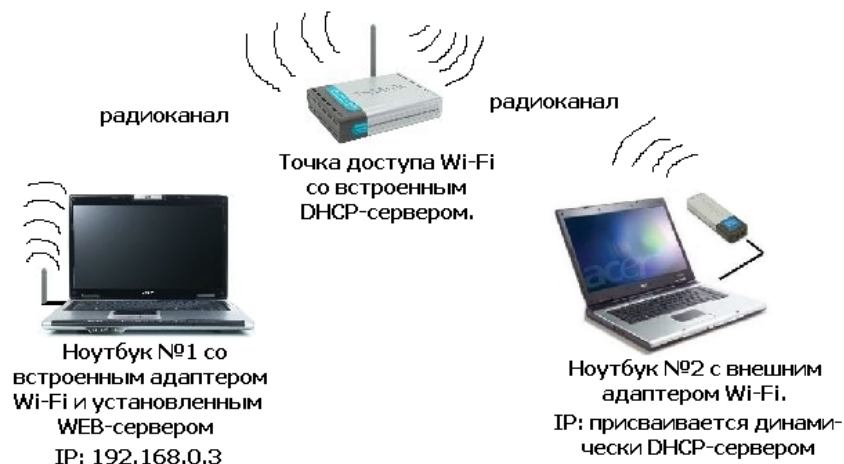 радиоканал
радиоканал
Точка доступа Wi-Fi
со встроенным
DHCP-сервером.
Ноутбук №1 со
встроенным адаптером
Wi-Fi и установленным
WEB-сервером
IP: 192.168.0.3
acer
Ноутбук №2 с внешним
адаптером Wi-Fi.
IP: присваивается динами-
чески DHCP-сервером